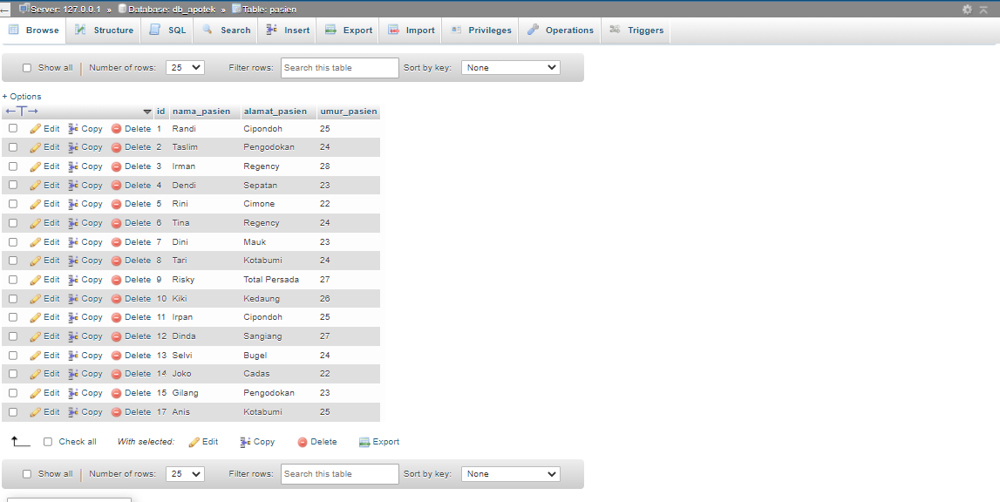 Server: 127.0.0.1 » Database: db_apotek » Table: pasien
Browse Structure SQL Search Insert Export Import Privileges Operations Triggers
Show all Number of rows: 25 Filter rows: Search this table Sort by key: None
+ Options
←T→ id nama_pasien alamat_pasien umur_pasien
Edit Copy Delete 1 Randi Cipondoh 25
Edit Copy Delete 2 Taslim Pengodokan 24
Edit Copy Delete 3 Irman Regency 28
Edit Copy Delete 4 Dendi Sepatan 23
Edit Copy Delete 5 Rini Cimone 22
Edit Copy Delete 6 Tina Regency 24
Edit Copy Delete 7 Dini Mauk 23
Edit Copy Delete 8 Tari Kotabumi 24
Edit Copy Delete 9 Risky Total Persada 27
Edit Copy Delete 10 Kiki Kedaung 26
Edit Copy Delete 11 Irpan Cipondoh 25
Edit Copy Delete 12 Dinda Sangiang 27
Edit Copy Delete 13 Selvi Bugel 24
Edit Copy Delete 14 Joko Cadas 22
Edit Copy Delete 15 Gilang Pengodokan 23
Edit Copy Delete 17 Anis Kotabumi 25
Check all With selected: Edit Copy Delete Export
Show all Number of rows: 25 Filter rows: Search this table Sort by key: None